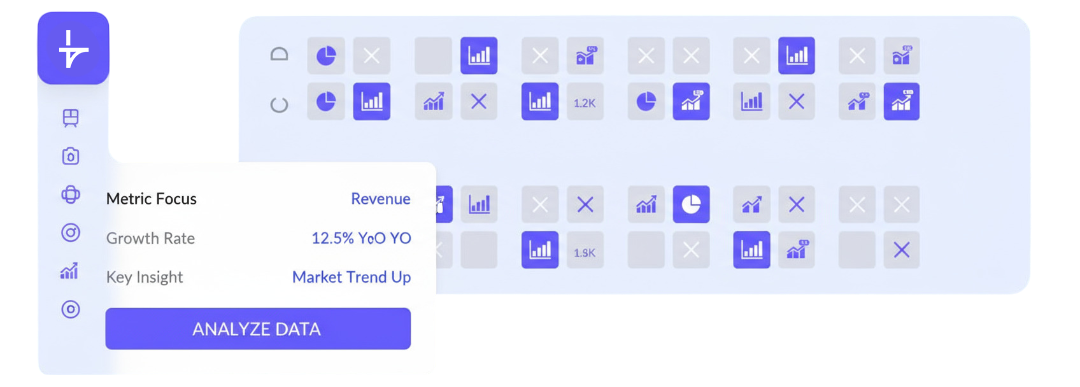 1.2K
Metric Focus Revenue
Growth Rate 12.5% YoO YO
Key Insight Market Trend Up
1.8K
ANALYZE DATA